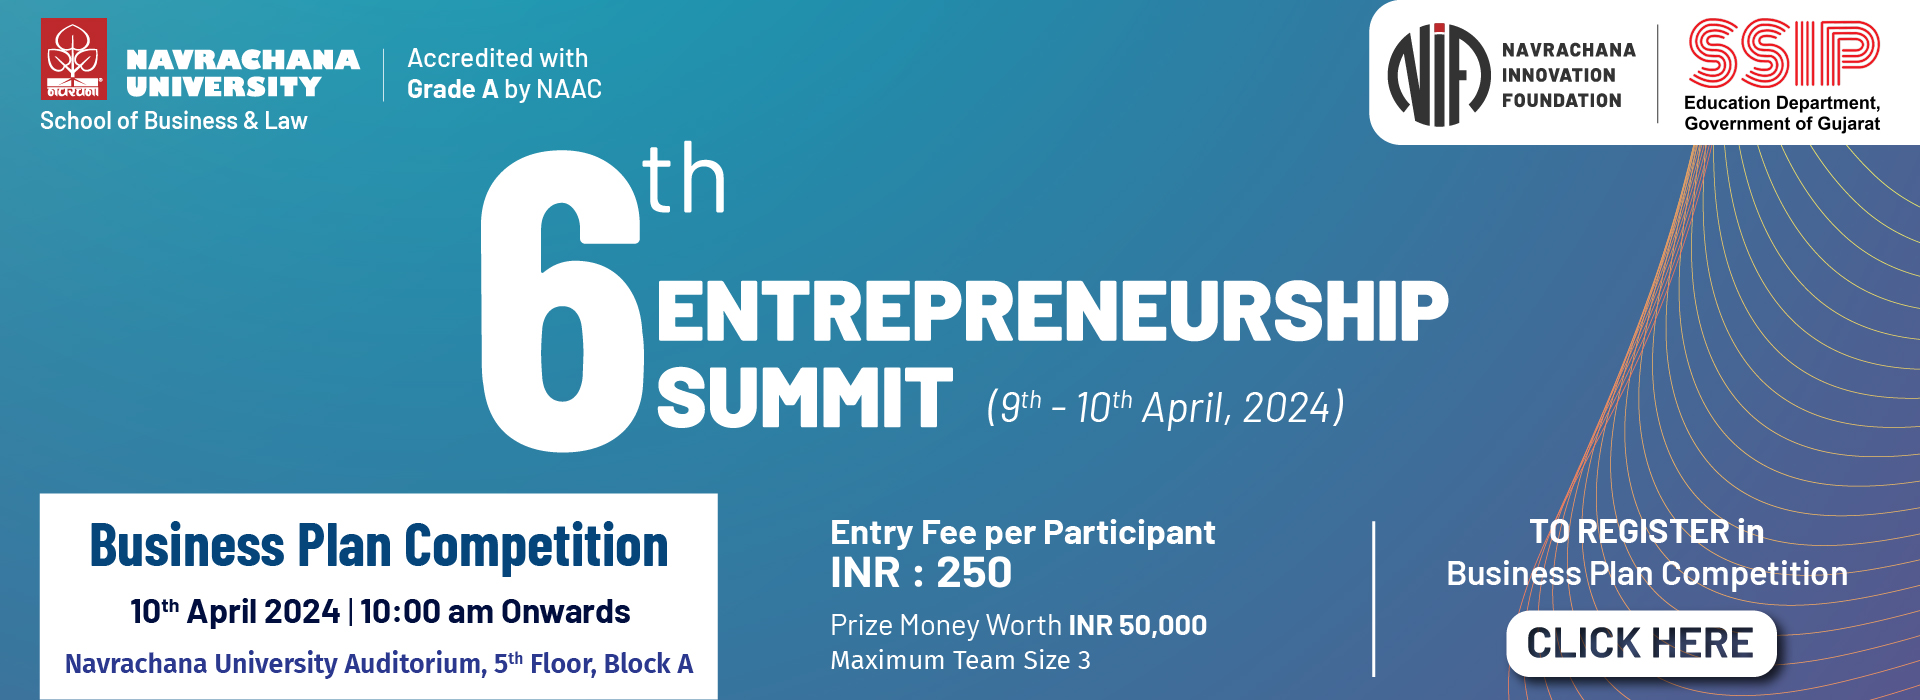 नवरचना
NAVRACHANA
UNIVERSITY
School of Business & Law
Accredited with
Grade A by NAAC
NiF
NAVRACHANA
INNOVATION
FOUNDATION
SSIP
Education Department,
Government of Gujarat
6th
ENTREPRENEURSHIP
SUMMIT (9th - 10th April, 2024)
Business Plan Competition
10th April 2024 | 10:00 am Onwards
Navrachana University Auditorium, 5th Floor, Block A
Entry Fee per Participant
INR : 250
Prize Money Worth INR 50,000
Maximum Team Size 3
TO REGISTER in
Business Plan Competition
CLICK HERE